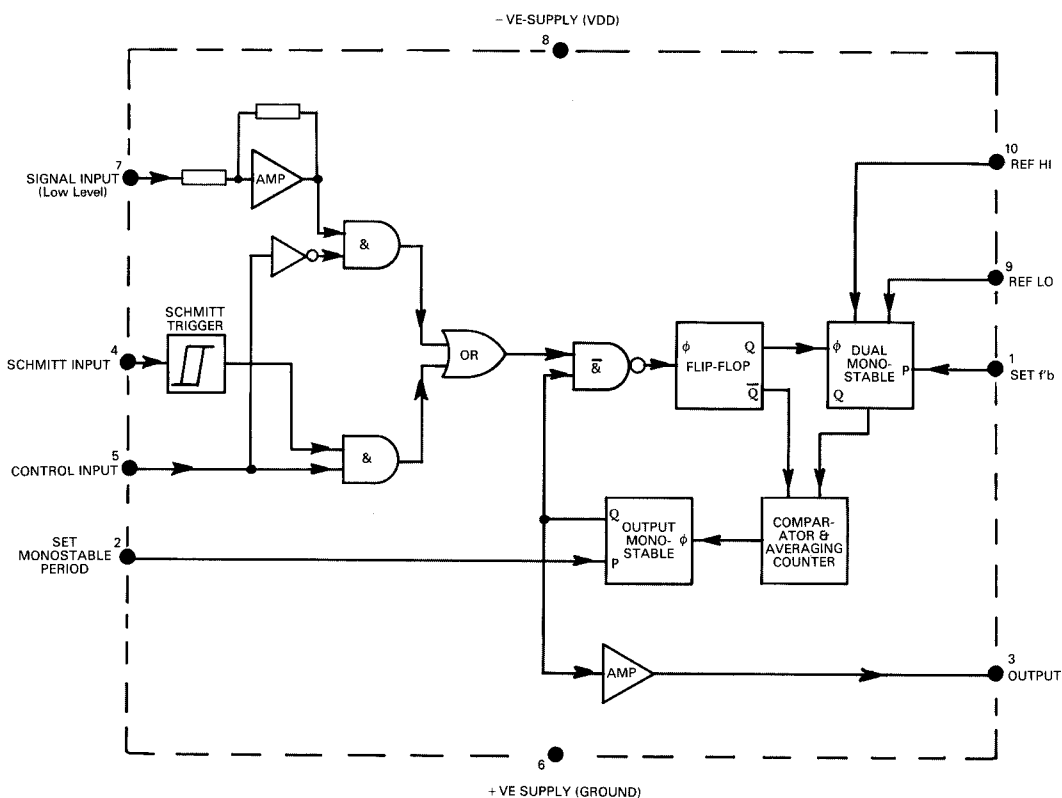 − VE-SUPPLY (VDD)
8
7
SIGNAL INPUT
(Low Level)
AMP
&
10
REF HI
9
REF LO
SCHMITT
TRIGGER
4
SCHMITT INPUT
OR
&̅
ϕ Q
FLIP-FLOP
Q̅
ϕ DUAL
MONO-
STABLE P
Q
1
SET f'b
5
CONTROL INPUT
&
SET
MONOSTABLE
PERIOD
2
Q OUTPUT
MONO-
STABLE ϕ
P
COMPAR-
ATOR &
AVERAGING
COUNTER
AMP
3
OUTPUT
6
+ VE SUPPLY (GROUND)